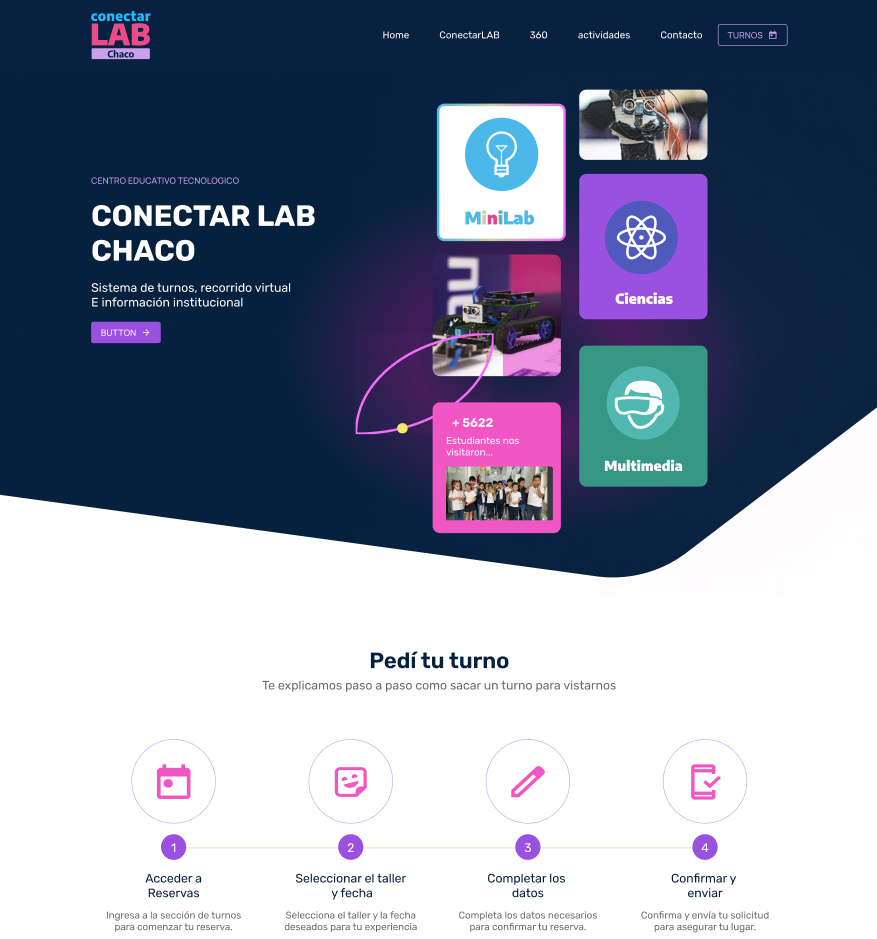 conectar
LAB
Chaco
Home ConectarLAB 360 actividades Contacto TURNOS
CENTRO EDUCATIVO TECNOLOGICO
CONECTAR LAB
CHACO
Sistema de turnos, recorrido virtual
E información institucional
BUTTON
MiniLab
Ciencias
+ 5622
Estudiantes nos
visitaron...
Multimedia
Pedí tu turno
Te explicamos paso a paso como sacar un turno para vistarnos
1 2 3 4
Acceder a
Reservas
Ingresa a la sección de turnos
para comenzar tu reserva.
Seleccionar el taller
y fecha
Selecciona el taller y la fecha
deseados para tu experiencia
Completar los
datos
Completa los datos necesarios
para confirmar tu reserva.
Confirmar y
enviar
Confirma y envía tu solicitud
para asegurar tu lugar.